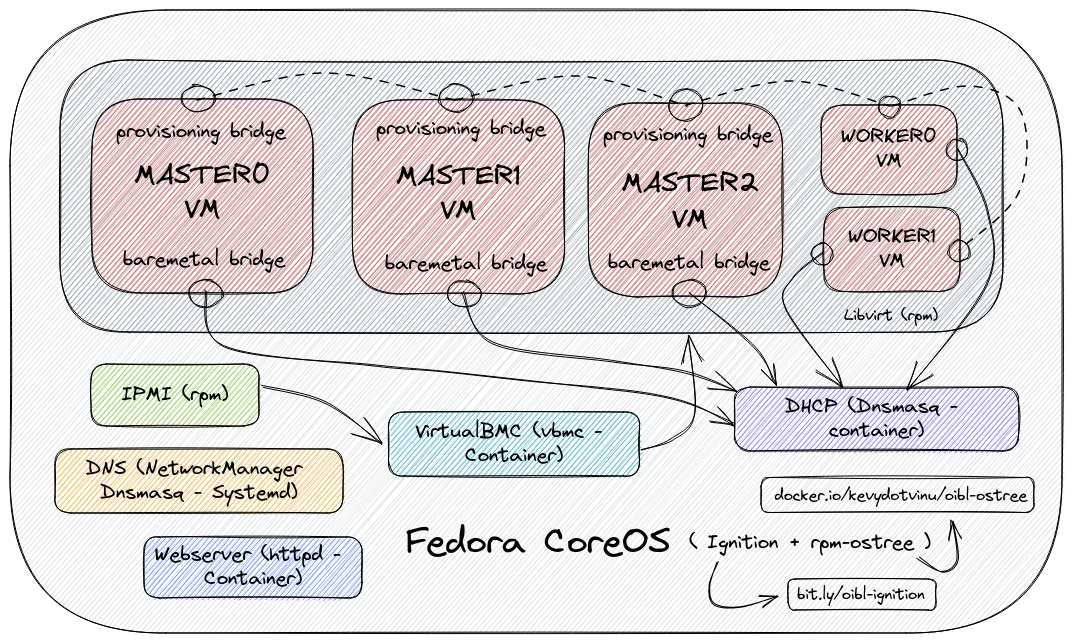 provisioning bridge
MASTER0
VM
baremetal bridge
provisioning bridge
MASTER1
VM
baremetal bridge
provisioning bridge
MASTER2
VM
baremetal bridge
WORKER0
VM
WORKER1
VM
Libvirt (rpm)
IPMI (rpm)
VirtualBMC (vbmc -
Container)
DHCP (Dnsmasq -
container)
DNS (NetworkManager
Dnsmasq - Systemd)
docker.io/kevydotvinu/oibl-ostree
Webserver (httpd -
Container)
Fedora CoreOS ( Ignition + rpm-ostree )
bit.ly/oibl-ignition